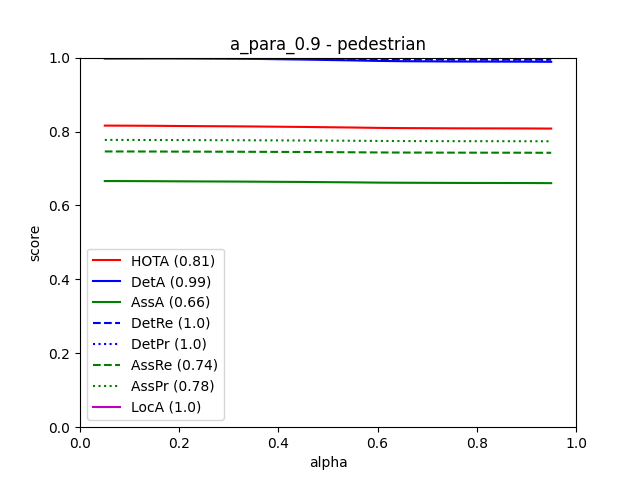 a_para_0.9 - pedestrian
1.0
0.8
0.6
0.4
0.2
0.0
score
HOTA (0.81)
DetA (0.99)
AssA (0.66)
DetRe (1.0)
DetPr (1.0)
AssRe (0.74)
AssPr (0.78)
LocA (1.0)
0.0 0.2 0.4 0.6 0.8 1.0
alpha